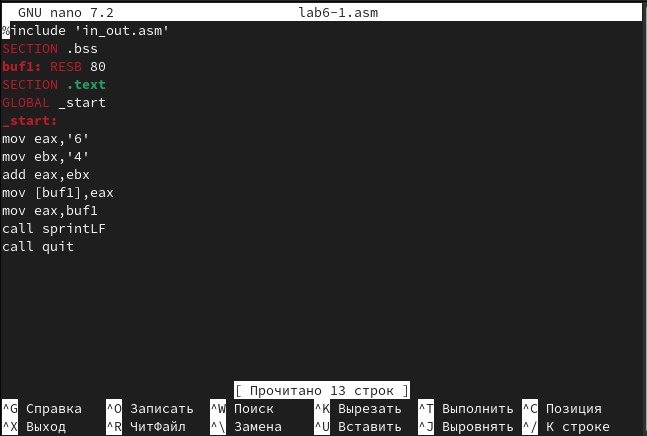 GNU nano 7.2 lab6-1.asm
%include 'in_out.asm'
SECTION .bss
buf1: RESB 80
SECTION .text
GLOBAL _start
_start:
mov eax,'6'
mov ebx,'4'
add eax,ebx
mov [buf1],eax
mov eax,buf1
call sprintLF
call quit
[ Прочитано 13 строк ]
^G Справка ^O Записать ^W Поиск ^K Вырезать ^T Выполнить ^C Позиция
^X Выход ^R ЧитФайл ^\ Замена ^U Вставить ^J Выровнять ^/ К строке